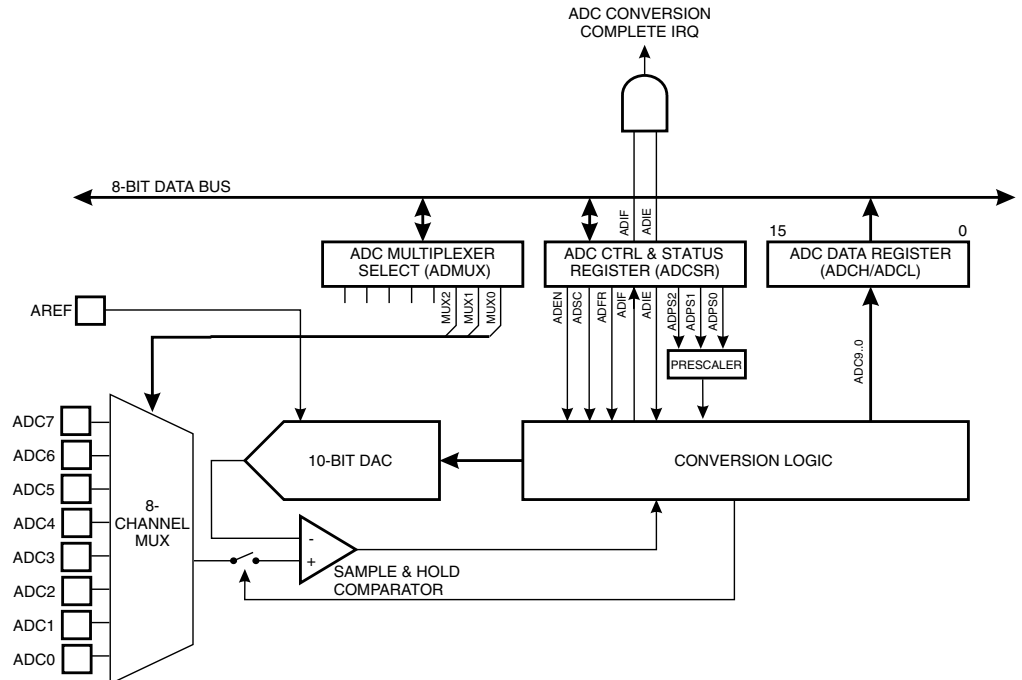 ADC CONVERSION
COMPLETE IRQ
8-BIT DATA BUS
ADIF
ADIE
15
0
ADC MULTIPLEXER
SELECT (ADMUX)
ADC CTRL & STATUS
REGISTER (ADCSR)
ADC DATA REGISTER
(ADCH/ADCL)
MUX2
MUX1
MUX0
ADEN
ADSC
ADFR
ADIF
ADIE
ADPS2
ADPS1
ADPS0
AREF
PRESCALER
ADC9..0
ADC7
ADC6
ADC5
ADC4
ADC3
ADC2
ADC1
ADC0
8-
CHANNEL
MUX
10-BIT DAC
CONVERSION LOGIC
-
+
SAMPLE & HOLD
COMPARATOR